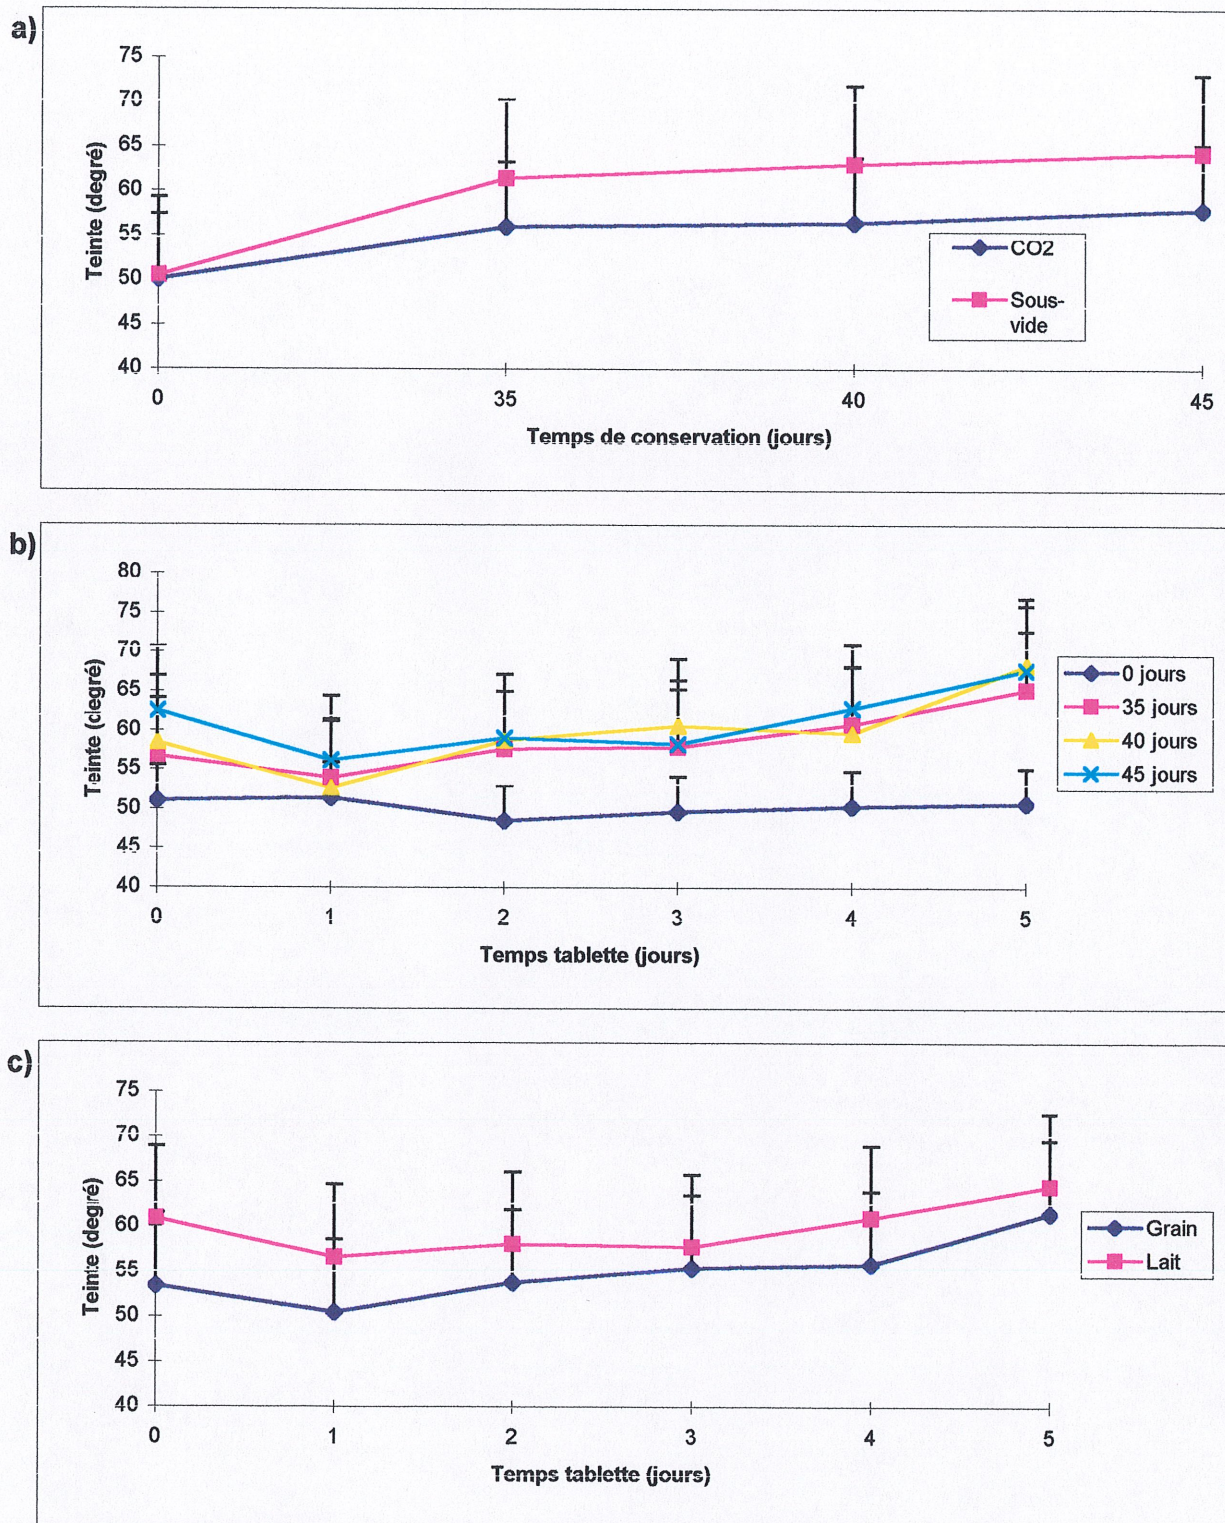 a)
75
70
65
60
55
50
45
40
Teinte (degré)
0 35 40 45
Temps de conservation (jours)
CO2
Sous-
vide
b)
80
75
70
65
60
55
50
45
40
Teinte (degré)
0 1 2 3 4 5
Temps tablette (jours)
0 jours
35 jours
40 jours
45 jours
c)
75
70
65
60
55
50
45
40
Teinte (degré)
0 1 2 3 4 5
Temps tablette (jours)
Grain
Lait